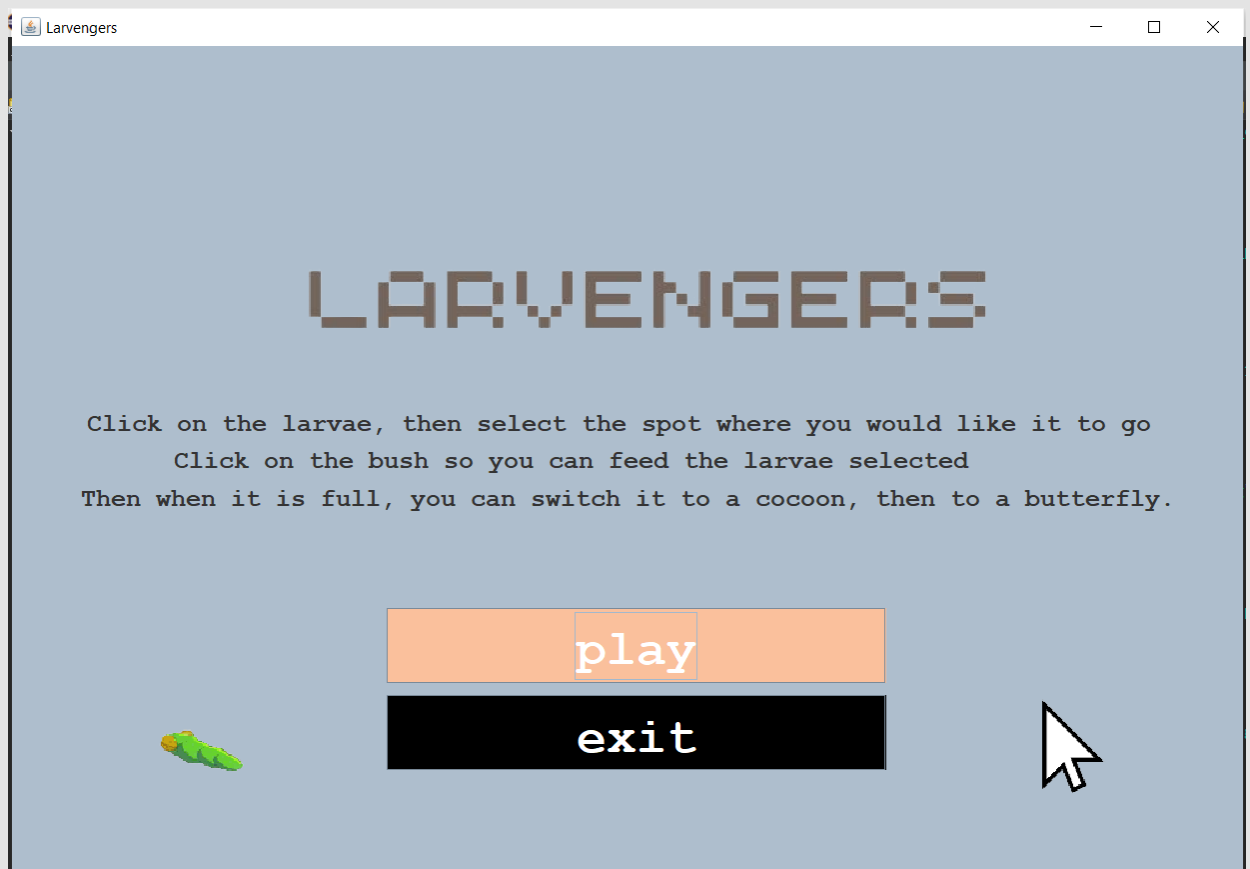 Larvengers
LARVENGERS
Click on the larvae, then select the spot where you would like it to go
Click on the bush so you can feed the larvae selected
Then when it is full, you can switch it to a cocoon, then to a butterfly.
play
exit